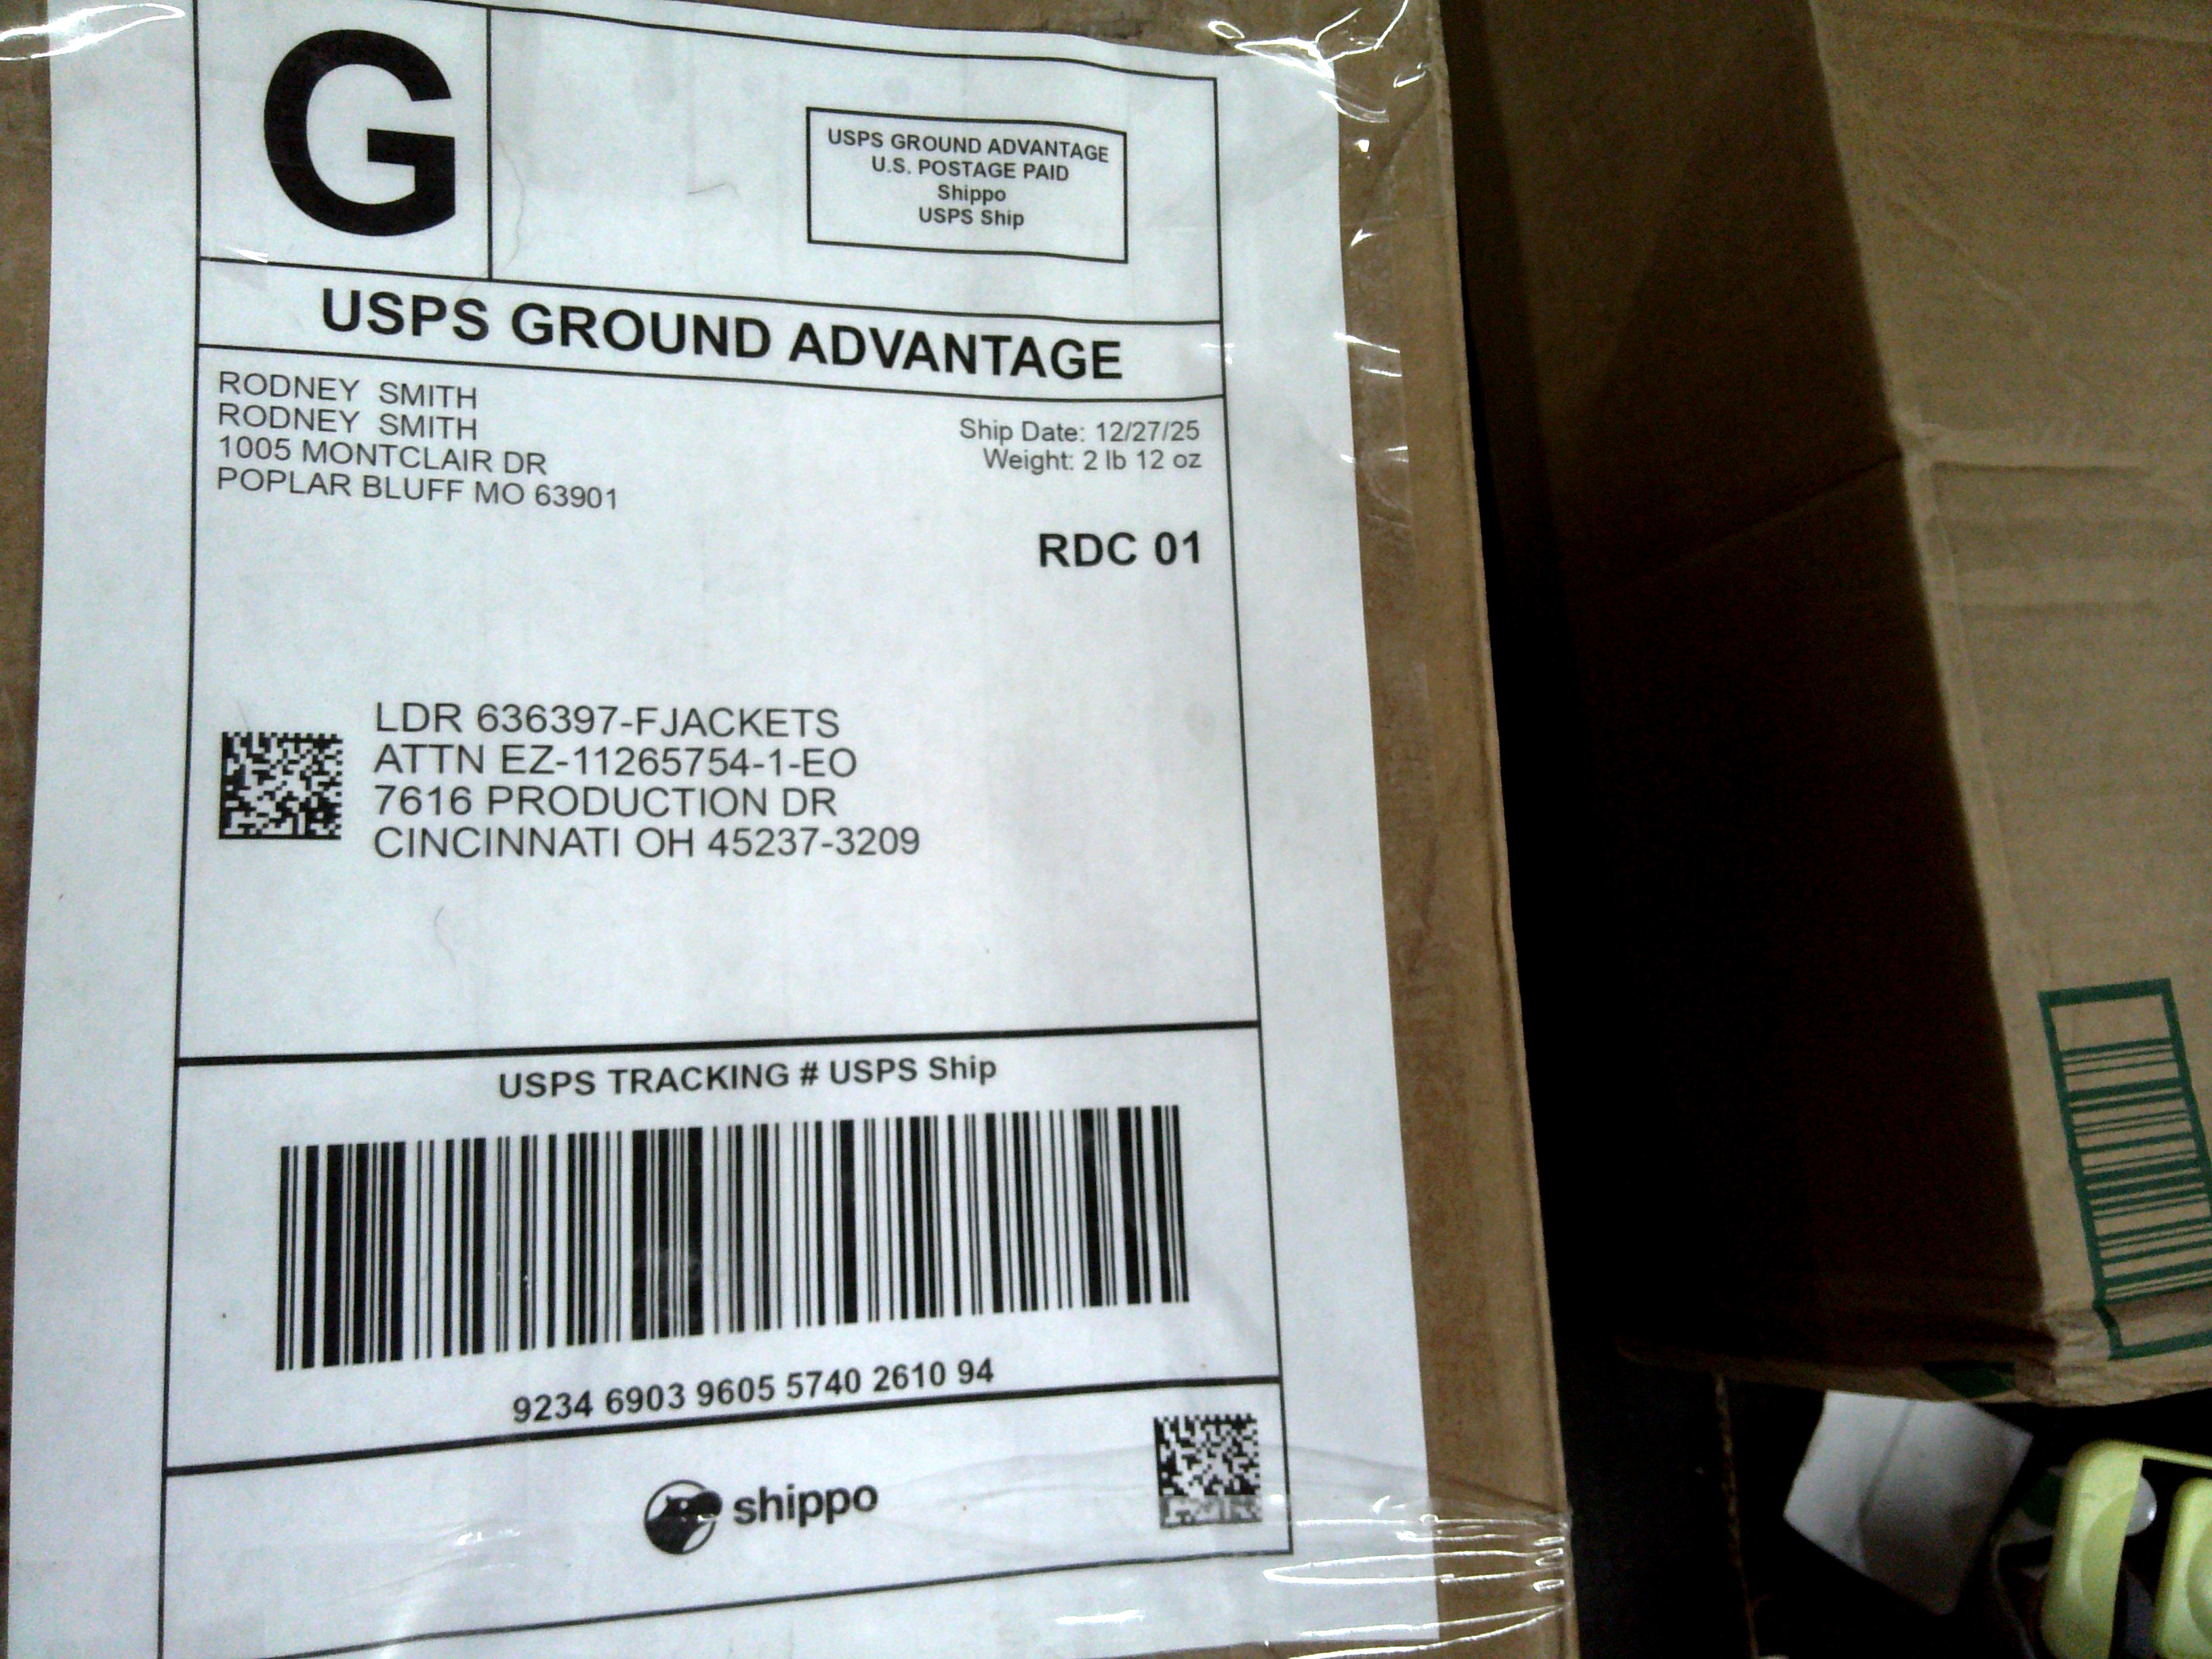 G
USPS GROUND ADVANTAGE
U.S. POSTAGE PAID
Shippo
USPS Ship
USPS GROUND ADVANTAGE
RODNEY SMITH
RODNEY SMITH
1005 MONTCLAIR DR
POPLAR BLUFF MO 63901
Ship Date: 12/27/25
Weight: 2 lb 12 oz
RDC 01
LDR 636397-FJACKETS
ATTN EZ-11265754-1-EO
7616 PRODUCTION DR
CINCINNATI OH 45237-3209
USPS TRACKING # USPS Ship
9234 6903 9605 5740 2610 94
shippo